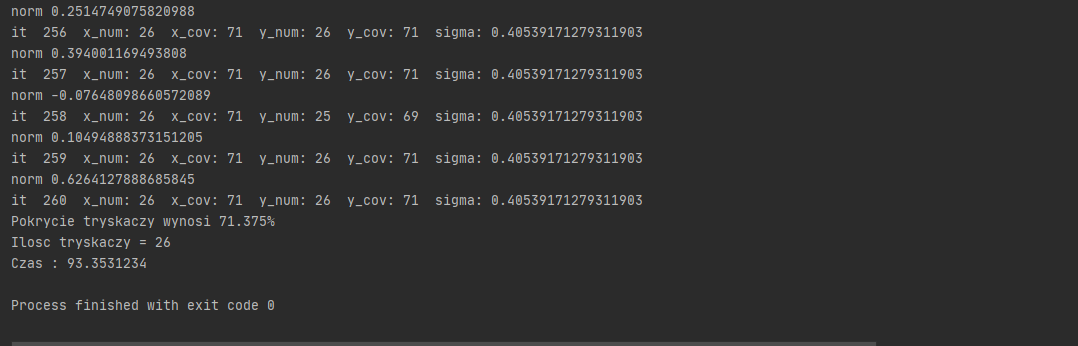 norm 0.2514749075820988
it  256  x_num: 26  x_cov: 71  y_num: 26  y_cov: 71  sigma: 0.40539171279311903
norm 0.394001169493808
it  257  x_num: 26  x_cov: 71  y_num: 26  y_cov: 71  sigma: 0.40539171279311903
norm -0.07648098660572089
it  258  x_num: 26  x_cov: 71  y_num: 25  y_cov: 69  sigma: 0.40539171279311903
norm 0.10494888373151205
it  259  x_num: 26  x_cov: 71  y_num: 26  y_cov: 71  sigma: 0.40539171279311903
norm 0.6264127888685845
it  260  x_num: 26  x_cov: 71  y_num: 26  y_cov: 71  sigma: 0.40539171279311903
Pokrycie tryskaczy wynosi 71.375%
Ilosc tryskaczy = 26
Czas : 93.3531234
Process finished with exit code 0